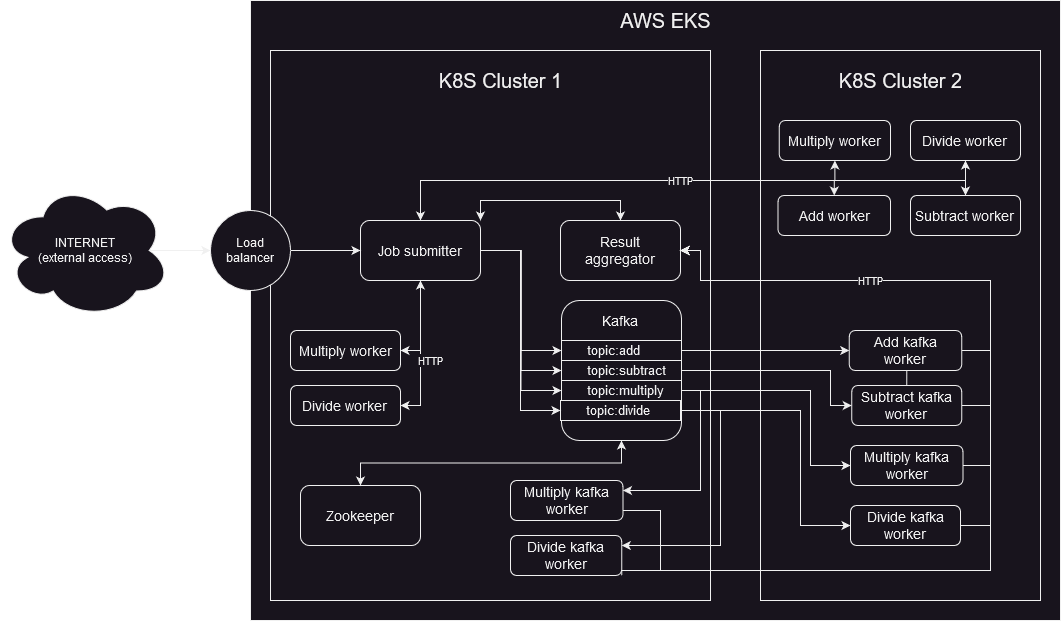 AWS EKS
K8S Cluster 1
K8S Cluster 2
Multiply worker
Divide worker
HTTP
Add worker
Subtract worker
INTERNET
(external access)
Load
balancer
Job submitter
Result
aggregator
HTTP
Kafka
topic:add
topic:subtract
topic:multiply
topic:divide
Multiply worker
HTTP
Divide worker
Add kafka
worker
Subtract kafka
worker
Multiply kafka
worker
Divide kafka
worker
Zookeeper
Multiply kafka
worker
Divide kafka
worker